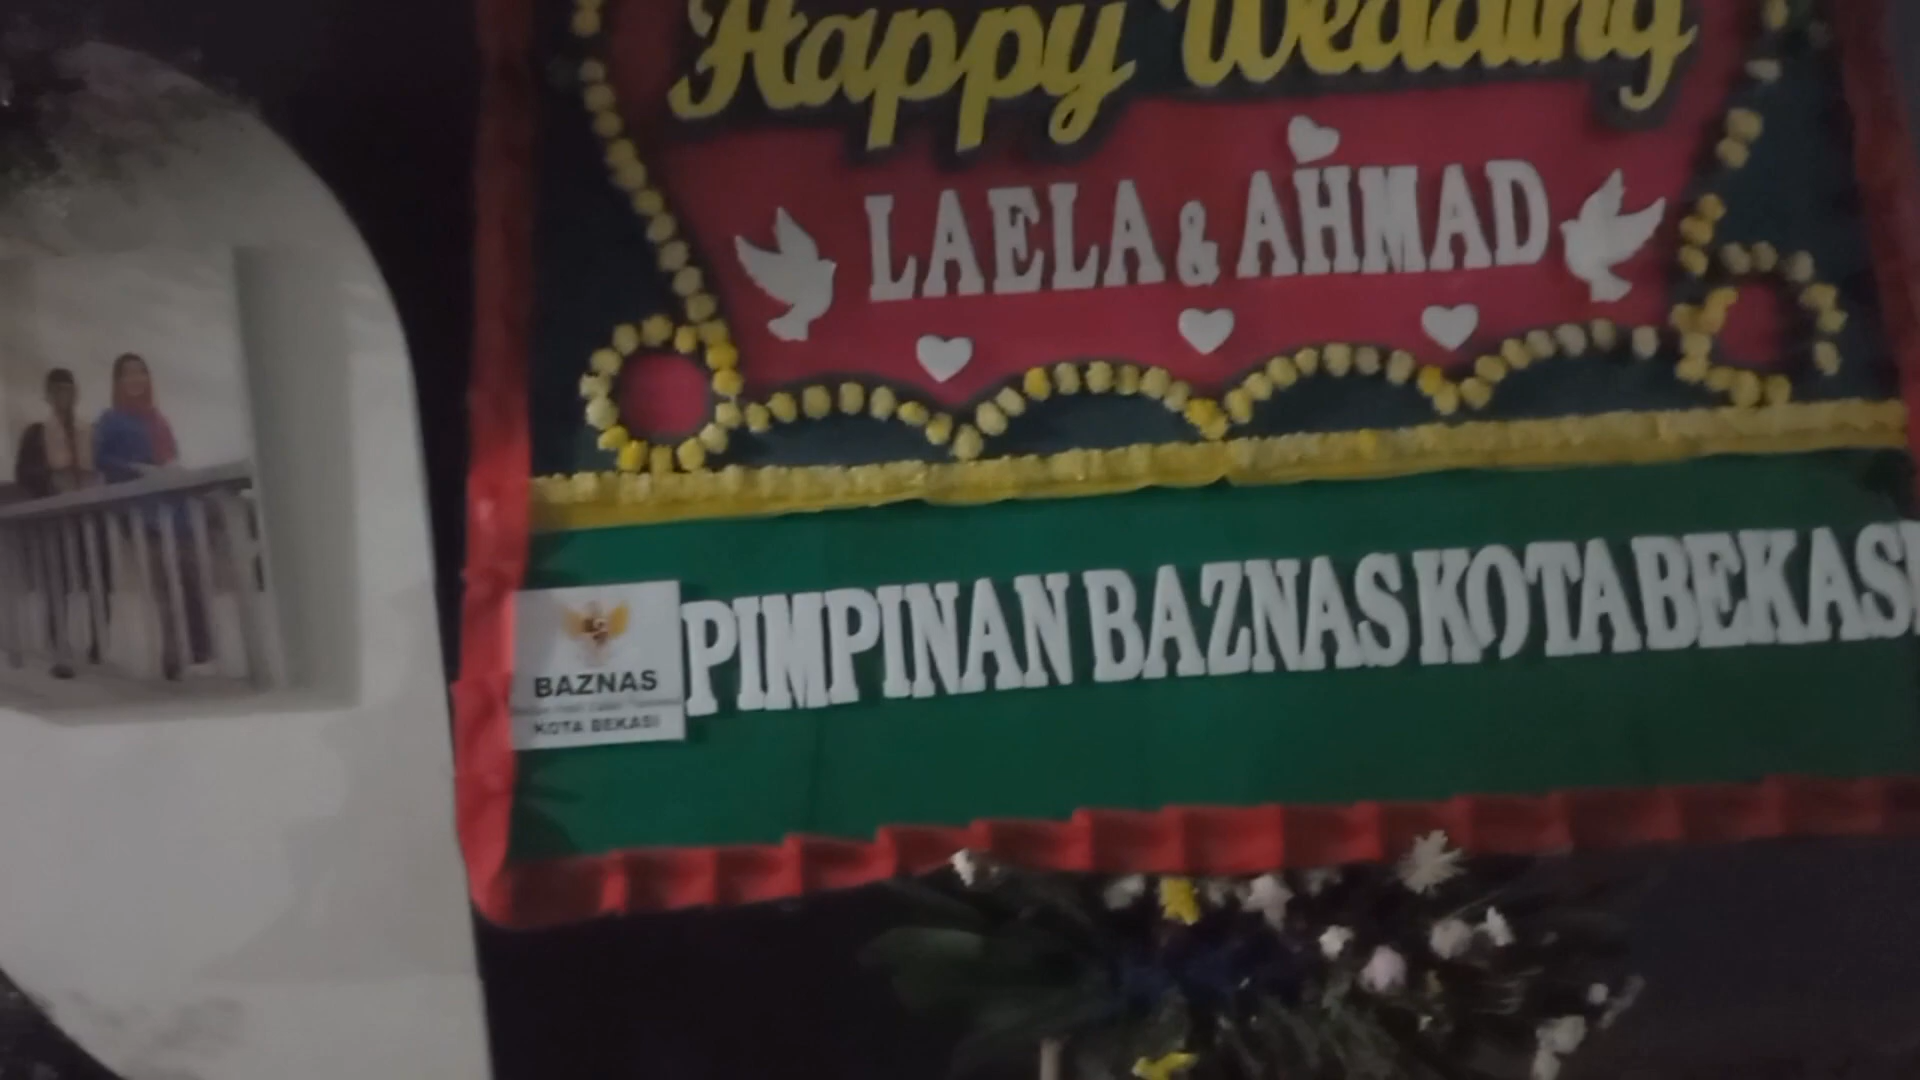 Happy Wedding
LAELA & AHMAD
PIMPINAN BAZNAS KOTA BEKASI
BAZNAS
KOTA BEKASI